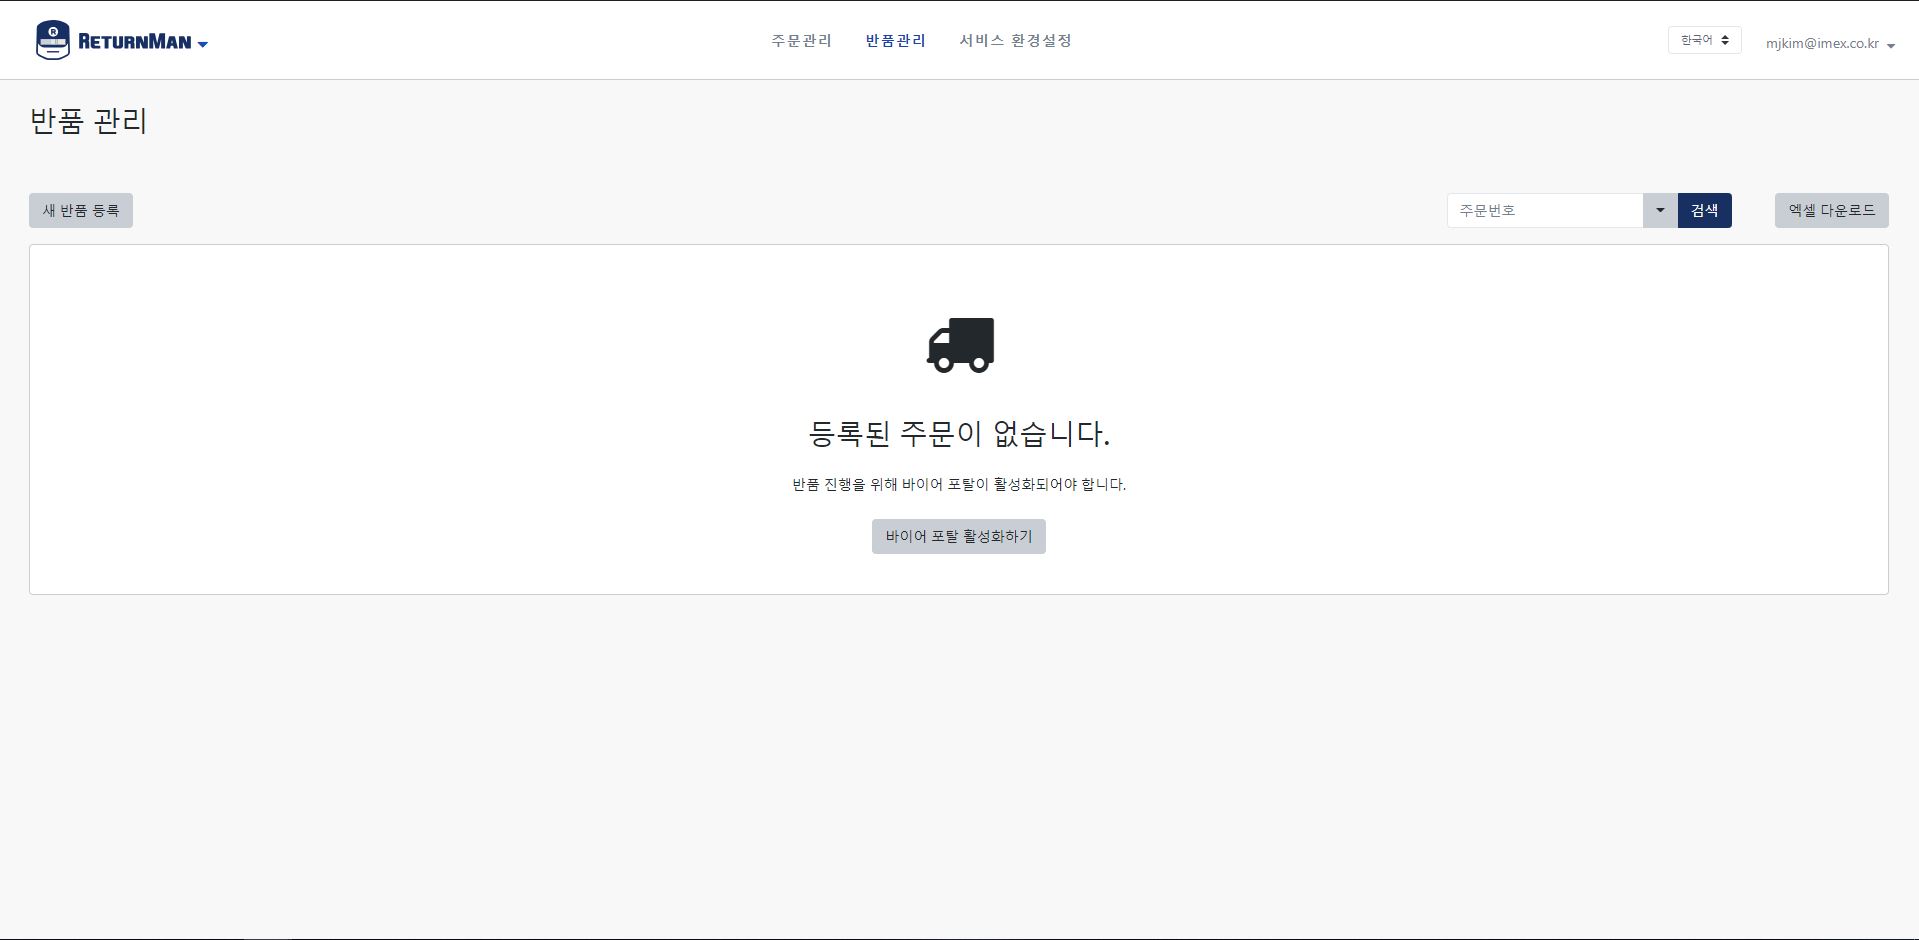 RETURNMAN
주문관리 반품관리 서비스 환경설정
한국어 mjkim@imex.co.kr
반품 관리
새 반품 등록 주문번호 검색 엑셀 다운로드
등록된 주문이 없습니다.
반품 진행을 위해 바이어 포탈이 활성화되어야 합니다.
바이어 포탈 활성화하기